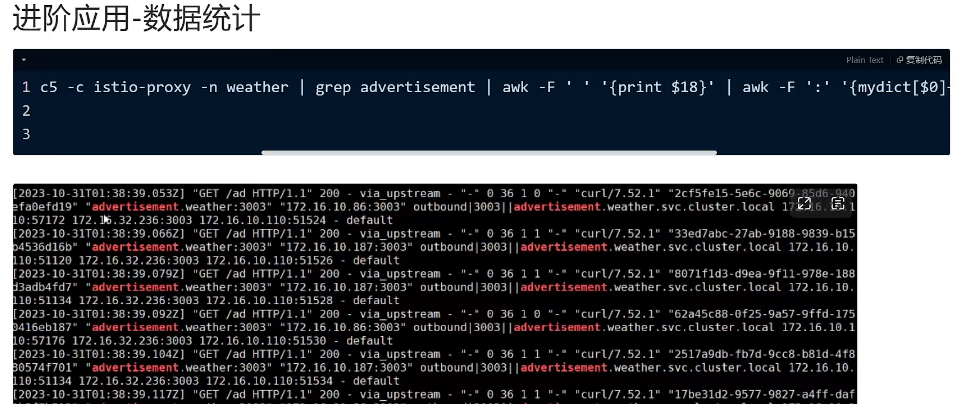 进阶应用-数据统计
Plain Text
复制代码
1 c5 -c istio-proxy -n weather | grep advertisement | awk -F ' ' '{print $18}' | awk -F ':' '{mydict[$0]
2
3
[2023-10-31T01:38:39.053Z] "GET /ad HTTP/1.1" 200 - via_upstream - "-" 0 36 1 0 "-" "curl/7.52.1" "2cf5fe15-5e6c-9069-85d6-940
efa0efd19" "advertisement.weather:3003" "172.16.10.86:3003" outbound|3003||advertisement.weather.svc.cluster.local
10:57172 172.16.32.236:3003 172.16.10.110:51524 - default
[2023-10-31T01:38:39.066Z] "GET /ad HTTP/1.1" 200 - via_upstream - "-" 0 36 1 1 "-" "curl/7.52.1" "33ed7abc-27ab-9188-9839-b15
b4536d16b" "advertisement.weather:3003" "172.16.10.187:3003" outbound|3003||advertisement.weather.svc.cluster.local 172.16.10.
110:51120 172.16.32.236:3003 172.16.10.110:51526 - default
[2023-10-31T01:38:39.079Z] "GET /ad HTTP/1.1" 200 - via_upstream - "-" 0 36 1 1 "-" "curl/7.52.1" "8071f1d3-d9ea-9f11-978e-188
d3adb4fd7" "advertisement.weather:3003" "172.16.10.187:3003" outbound|3003||advertisement.weather.svc.cluster.local 172.16.10.
110:51134 172.16.32.236:3003 172.16.10.110:51528 - default
[2023-10-31T01:38:39.092Z] "GET /ad HTTP/1.1" 200 - via_upstream - "-" 0 36 1 1 "-" "curl/7.52.1" "62a45c88-0f25-9a57-9ffd-175
0416eb187" "advertisement.weather:3003" "172.16.10.86:3003" outbound|3003||advertisement.weather.svc.cluster.local 172.16.10.1
10:57176 172.16.32.236:3003 172.16.10.110:51530 - default
[2023-10-31T01:38:39.104Z] "GET /ad HTTP/1.1" 200 - via_upstream - "-" 0 36 1 1 "-" "curl/7.52.1" "2517a9db-fb7d-9cc8-b81d-4f8
80574f701" "advertisement.weather:3003" "172.16.10.187:3003" outbound|3003||advertisement.weather.svc.cluster.local 172.16.10.
110:51134 172.16.32.236:3003 172.16.10.110:51534 - default
[2023-10-31T01:38:39.117Z] "GET /ad HTTP/1.1" 200 - via_upstream - "-" 0 36 1 1 "-" "curl/7.52.1" "17be31d2-9577-9827-a4ff-daf